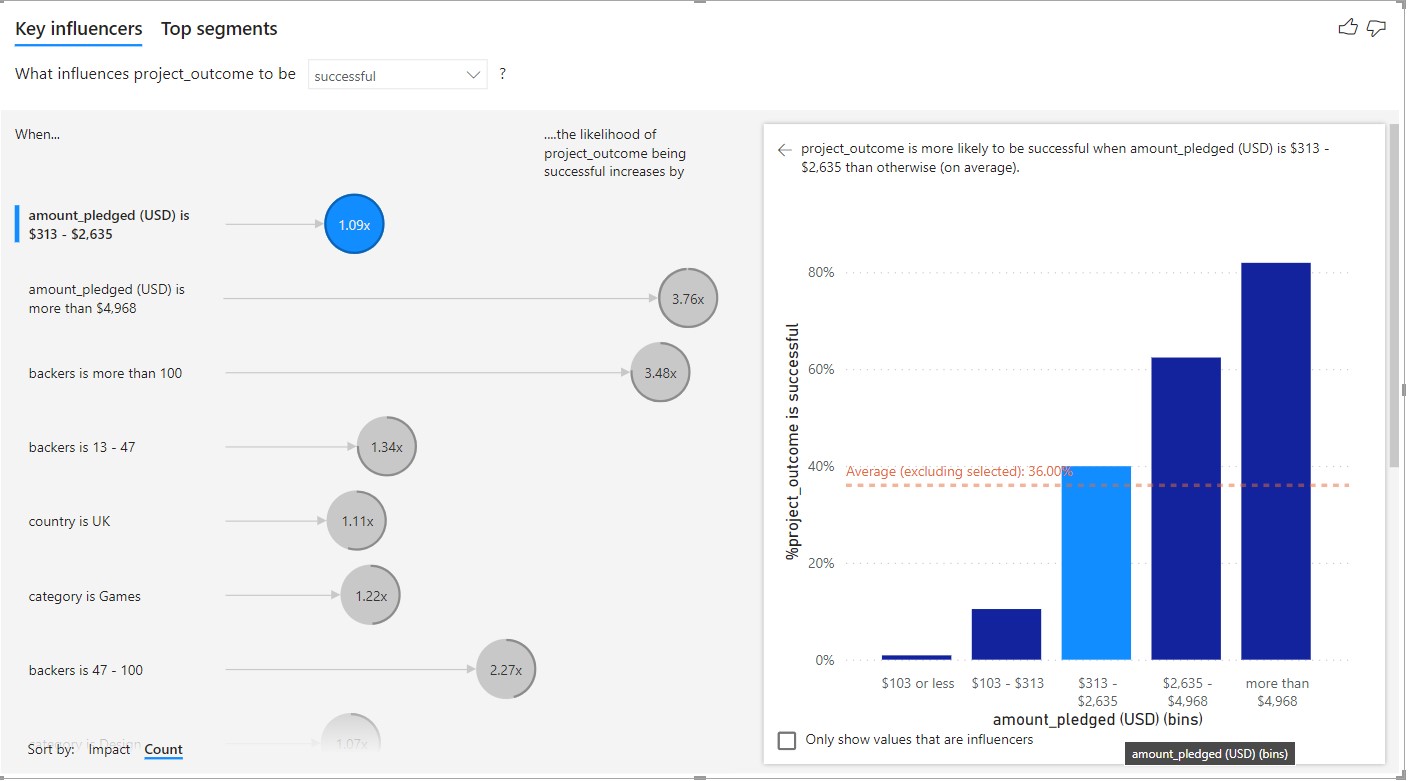 Key influencers Top segments
What influences project_outcome to be successful ?
When...
....the likelihood of
project_outcome being
successful increases by
amount_pledged (USD) is
$313 - $2,635
1.09x
amount_pledged (USD) is
more than $4,968
3.76x
backers is more than 100
3.48x
backers is 13 - 47
1.34x
country is UK
1.11x
category is Games
1.22x
backers is 47 - 100
2.27x
category is Design
1.07x
Sort by: Impact Count
project_outcome is more likely to be successful when amount_pledged (USD) is $313 -
$2,635 than otherwise (on average).
%project_outcome is successful
80%
60%
40%
20%
0%
Average (excluding selected): 36.00%
$103 or less
$103 - $313
$313 -
$2,635
$2,635 -
$4,968
more than
$4,968
amount_pledged (USD) (bins)
Only show values that are influencers
amount_pledged (USD) (bins)